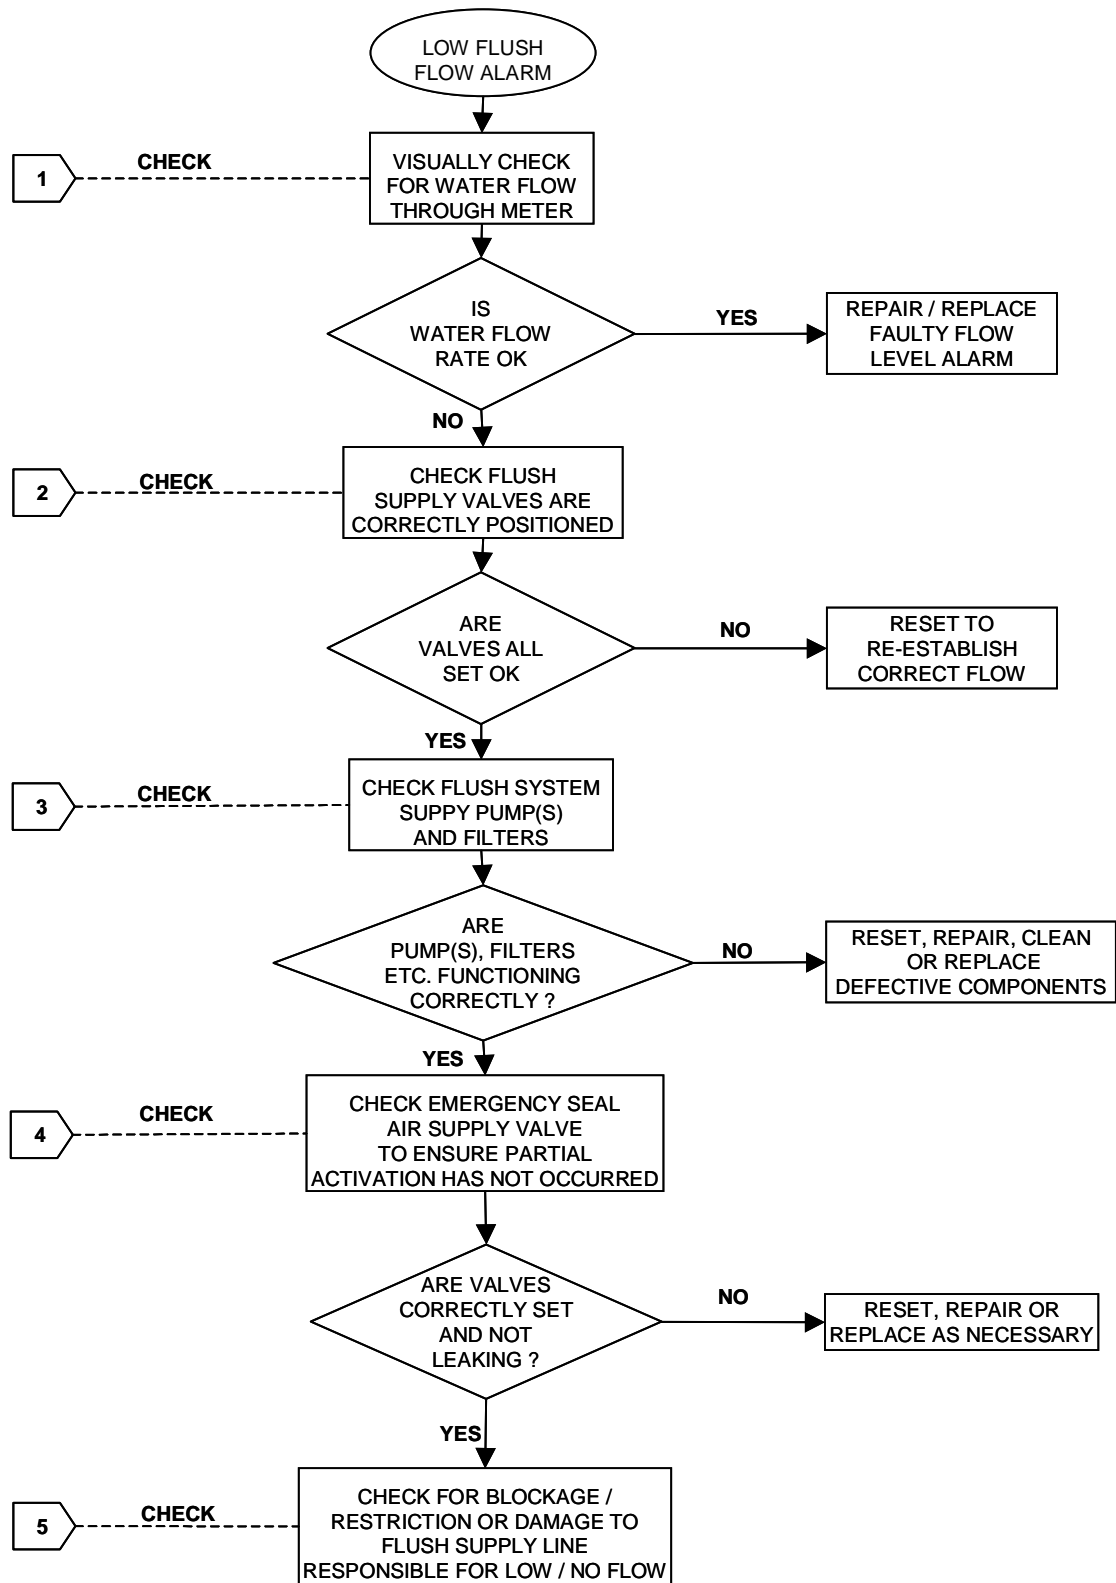 LOW FLUSH
FLOW ALARM
1
CHECK
VISUALLY CHECK
FOR WATER FLOW
THROUGH METER
IS
WATER FLOW
RATE OK
YES
REPAIR / REPLACE
FAULTY FLOW
LEVEL ALARM
NO
2
CHECK
CHECK FLUSH
SUPPLY VALVES ARE
CORRECTLY POSITIONED
ARE
VALVES ALL
SET OK
NO
RESET TO
RE-ESTABLISH
CORRECT FLOW
YES
3
CHECK
CHECK FLUSH SYSTEM
SUPPY PUMP(S)
AND FILTERS
ARE
PUMP(S), FILTERS
ETC. FUNCTIONING
CORRECTLY ?
NO
RESET, REPAIR, CLEAN
OR REPLACE
DEFECTIVE COMPONENTS
YES
4
CHECK
CHECK EMERGENCY SEAL
AIR SUPPLY VALVE
TO ENSURE PARTIAL
ACTIVATION HAS NOT OCCURRED
ARE VALVES
CORRECTLY SET
AND NOT
LEAKING ?
NO
RESET, REPAIR OR
REPLACE AS NECESSARY
YES
5
CHECK
CHECK FOR BLOCKAGE /
RESTRICTION OR DAMAGE TO
FLUSH SUPPLY LINE
RESPONSIBLE FOR LOW / NO FLOW